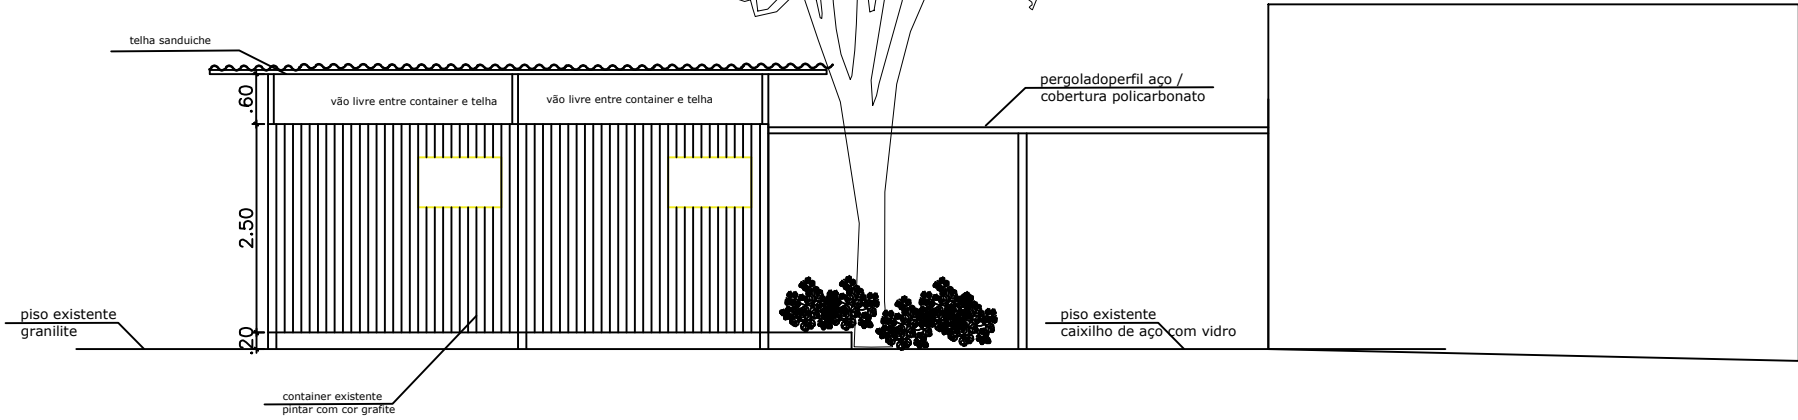 telha sanduiche
.60
vão livre entre container e telha
vão livre entre container e telha
pergoladoperfil aço /
cobertura policarbonato
2.50
piso existente
granilite
.20
piso existente
caixilho de aço com vidro
container existente
pintar com cor grafite